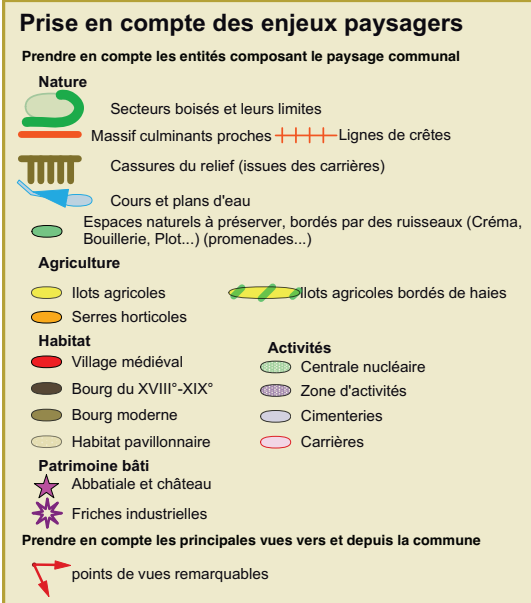 Prise en compte des enjeux paysagers
Prendre en compte les entités composant le paysage communal
Nature
Secteurs boisés et leurs limites
Massif culminants proches
Lignes de crêtes
Cassures du relief (issues des carrières)
Cours et plans d'eau
Espaces naturels à préserver, bordés par des ruisseaux (Créma,
Bouillerie, Plot...) (promenades...)
Agriculture
Ilots agricoles
Ilots agricoles bordés de haies
Serres horticoles
Habitat
Village médiéval
Bourg du XVIII°-XIX°
Bourg moderne
Habitat pavillonnaire
Activités
Centrale nucléaire
Zone d'activités
Cimenteries
Carrières
Patrimoine bâti
Abbatiale et château
Friches industrielles
Prendre en compte les principales vues vers et depuis la commune
points de vues remarquables